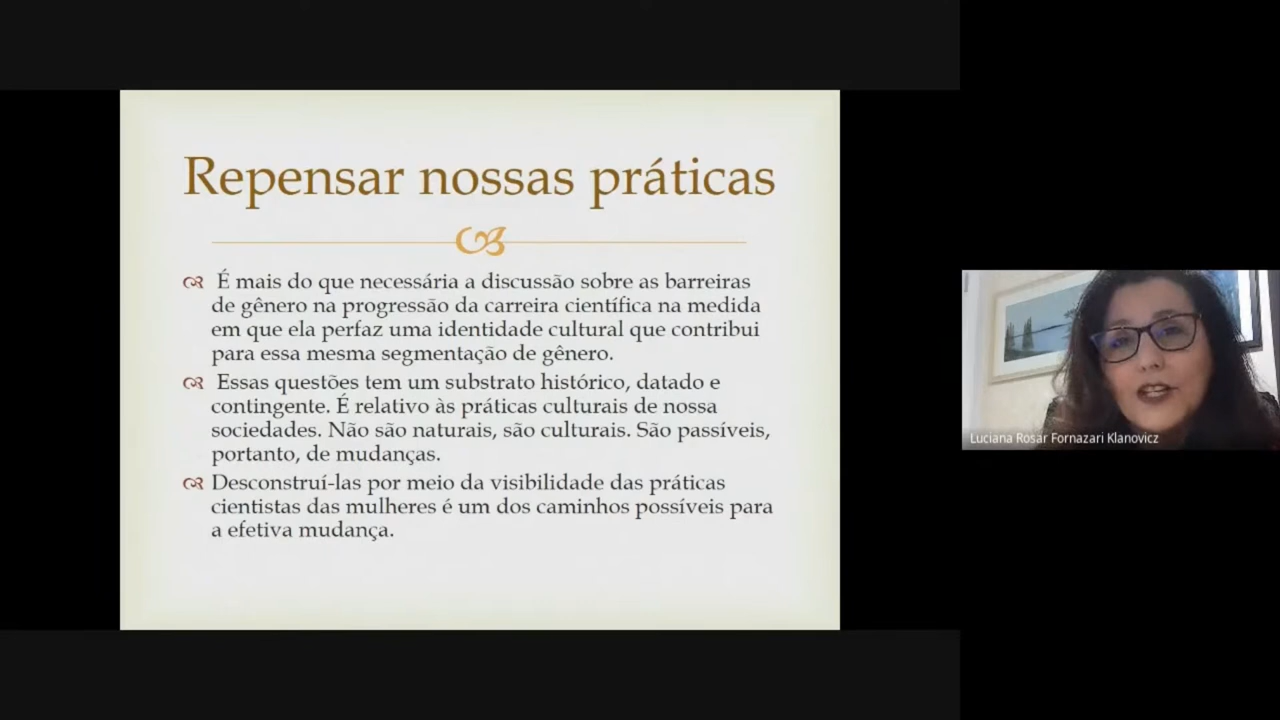 Repensar nossas práticas
É mais do que necessária a discussão sobre as barreiras
de gênero na progressão da carreira científica na medida
em que ela perfaz uma identidade cultural que contribui
para essa mesma segmentação de gênero.
Essas questões tem um substrato histórico, datado e
contingente. É relativo às práticas culturais de nossa
sociedades. Não são naturais, são culturais. São passíveis,
portanto, de mudanças.
Desconstruí-las por meio da visibilidade das práticas
cientistas das mulheres é um dos caminhos possíveis para
a efetiva mudança.
Luciana Rosar Fornazari Klanovicz